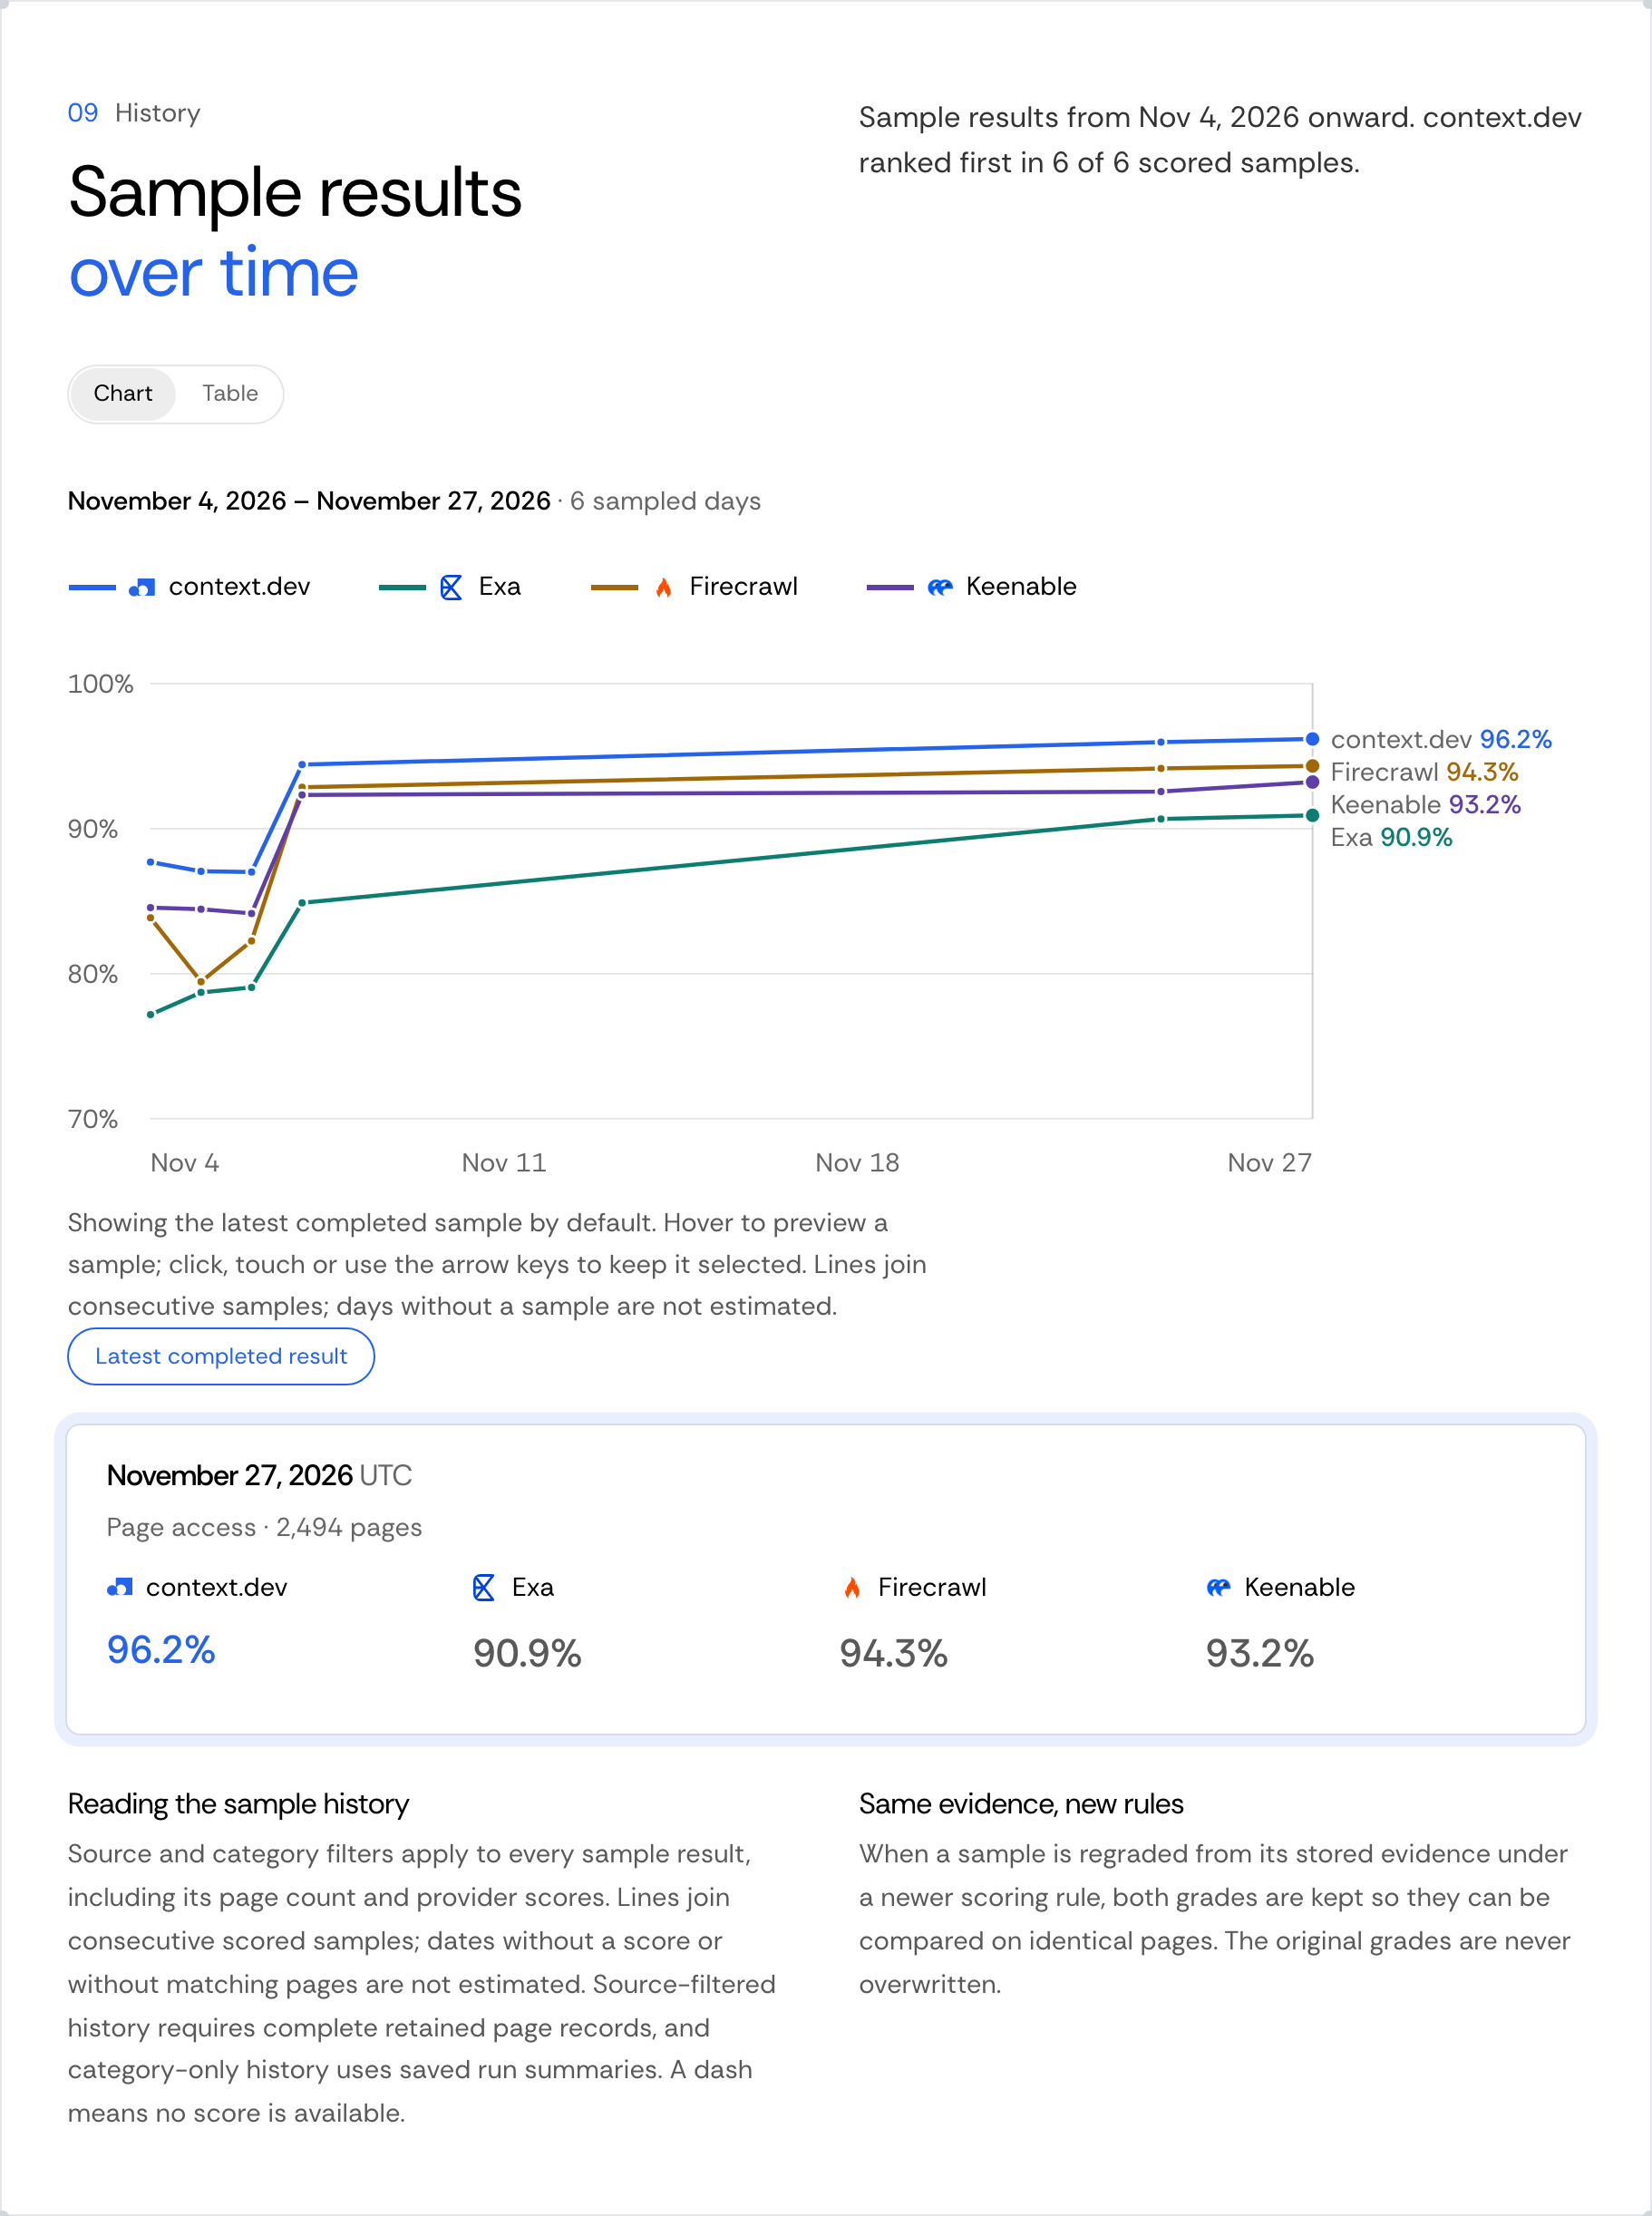 09 History
Sample results
over time
Sample results from Nov 4, 2026 onward. context.dev
ranked first in 6 of 6 scored samples.
Chart Table
November 4, 2026 – November 27, 2026 · 6 sampled days
context.dev Exa Firecrawl Keenable
100%
90%
80%
70%
context.dev 96.2%
Firecrawl 94.3%
Keenable 93.2%
Exa 90.9%
Nov 4 Nov 11 Nov 18 Nov 27
Showing the latest completed sample by default. Hover to preview a
sample; click, touch or use the arrow keys to keep it selected. Lines join
consecutive samples; days without a sample are not estimated.
Latest completed result
November 27, 2026 UTC
Page access · 2,494 pages
context.dev Exa Firecrawl Keenable
96.2% 90.9% 94.3% 93.2%
Reading the sample history
Source and category filters apply to every sample result,
including its page count and provider scores. Lines join
consecutive scored samples; dates without a score or
without matching pages are not estimated. Source-filtered
history requires complete retained page records, and
category-only history uses saved run summaries. A dash
means no score is available.
Same evidence, new rules
When a sample is regraded from its stored evidence under
a newer scoring rule, both grades are kept so they can be
compared on identical pages. The original grades are never
overwritten.